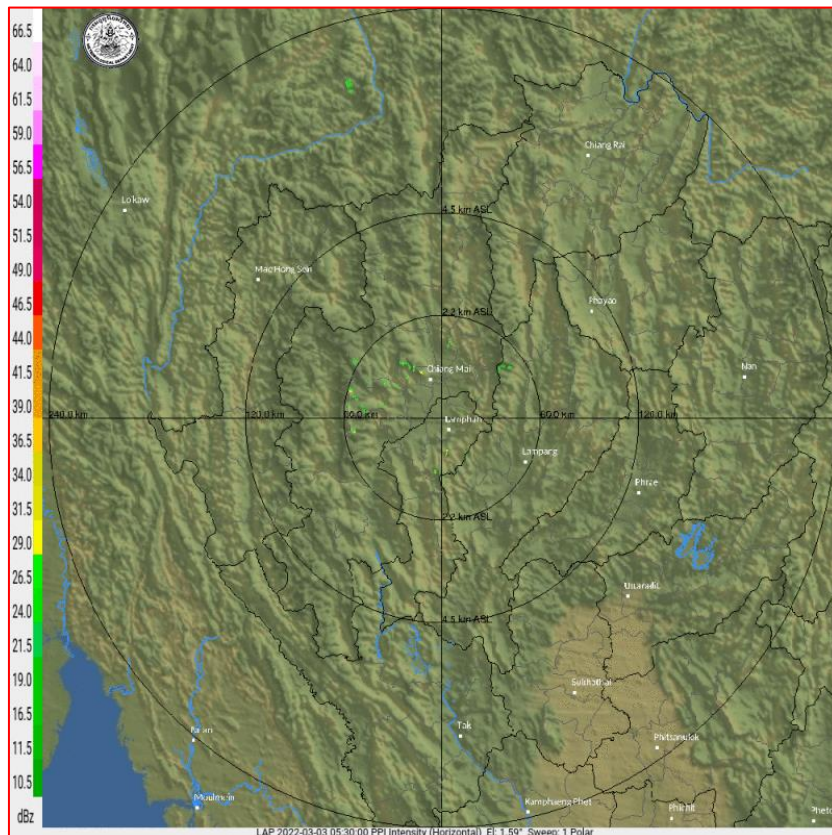 66.5
64.0
61.5
59.0
56.5
54.0
51.5
49.0
46.5
44.0
41.5
39.0
36.5
34.0
31.5
29.0
26.5
24.0
21.5
19.0
16.5
14.0
11.5
10.5
dBz
Chiang Rai
Loikaw
4.5 km ASL
Mae Hong Son
Phayao
2.2 km ASL
Chiang Mai
Nan
240.0 km
120.0 km
60.0 km
60.0 km
120.0 km
Lamphun
Lampang
Phrae
2.2 km ASL
Uttaradit
4.5 km ASL
Sukhothai
Tak
Phitsanulok
Moulmein
Kamphaeng Phet
Phichit
LAP 2022-03-03 05:30:00 PPI Intensity (Horizontal) El: 1.59° Sweep: 1 Polar